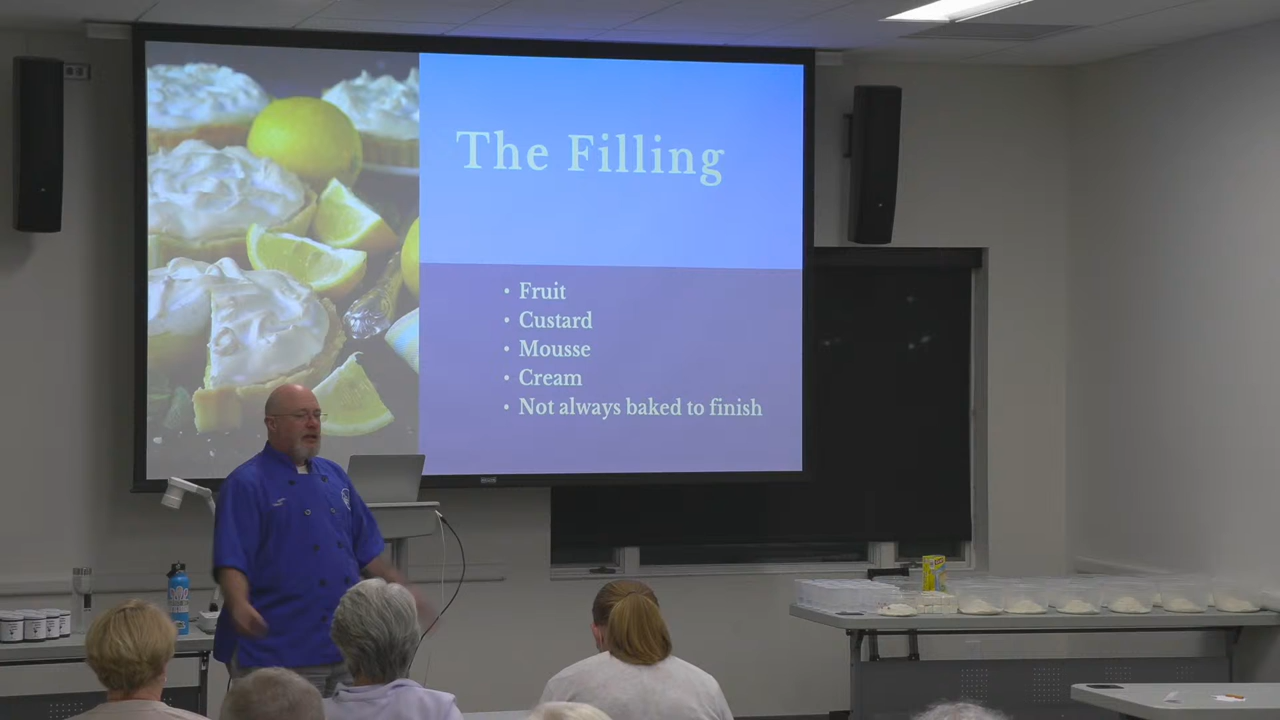 The Filling
• Fruit
• Custard
• Mousse
• Cream
• Not always baked to finish